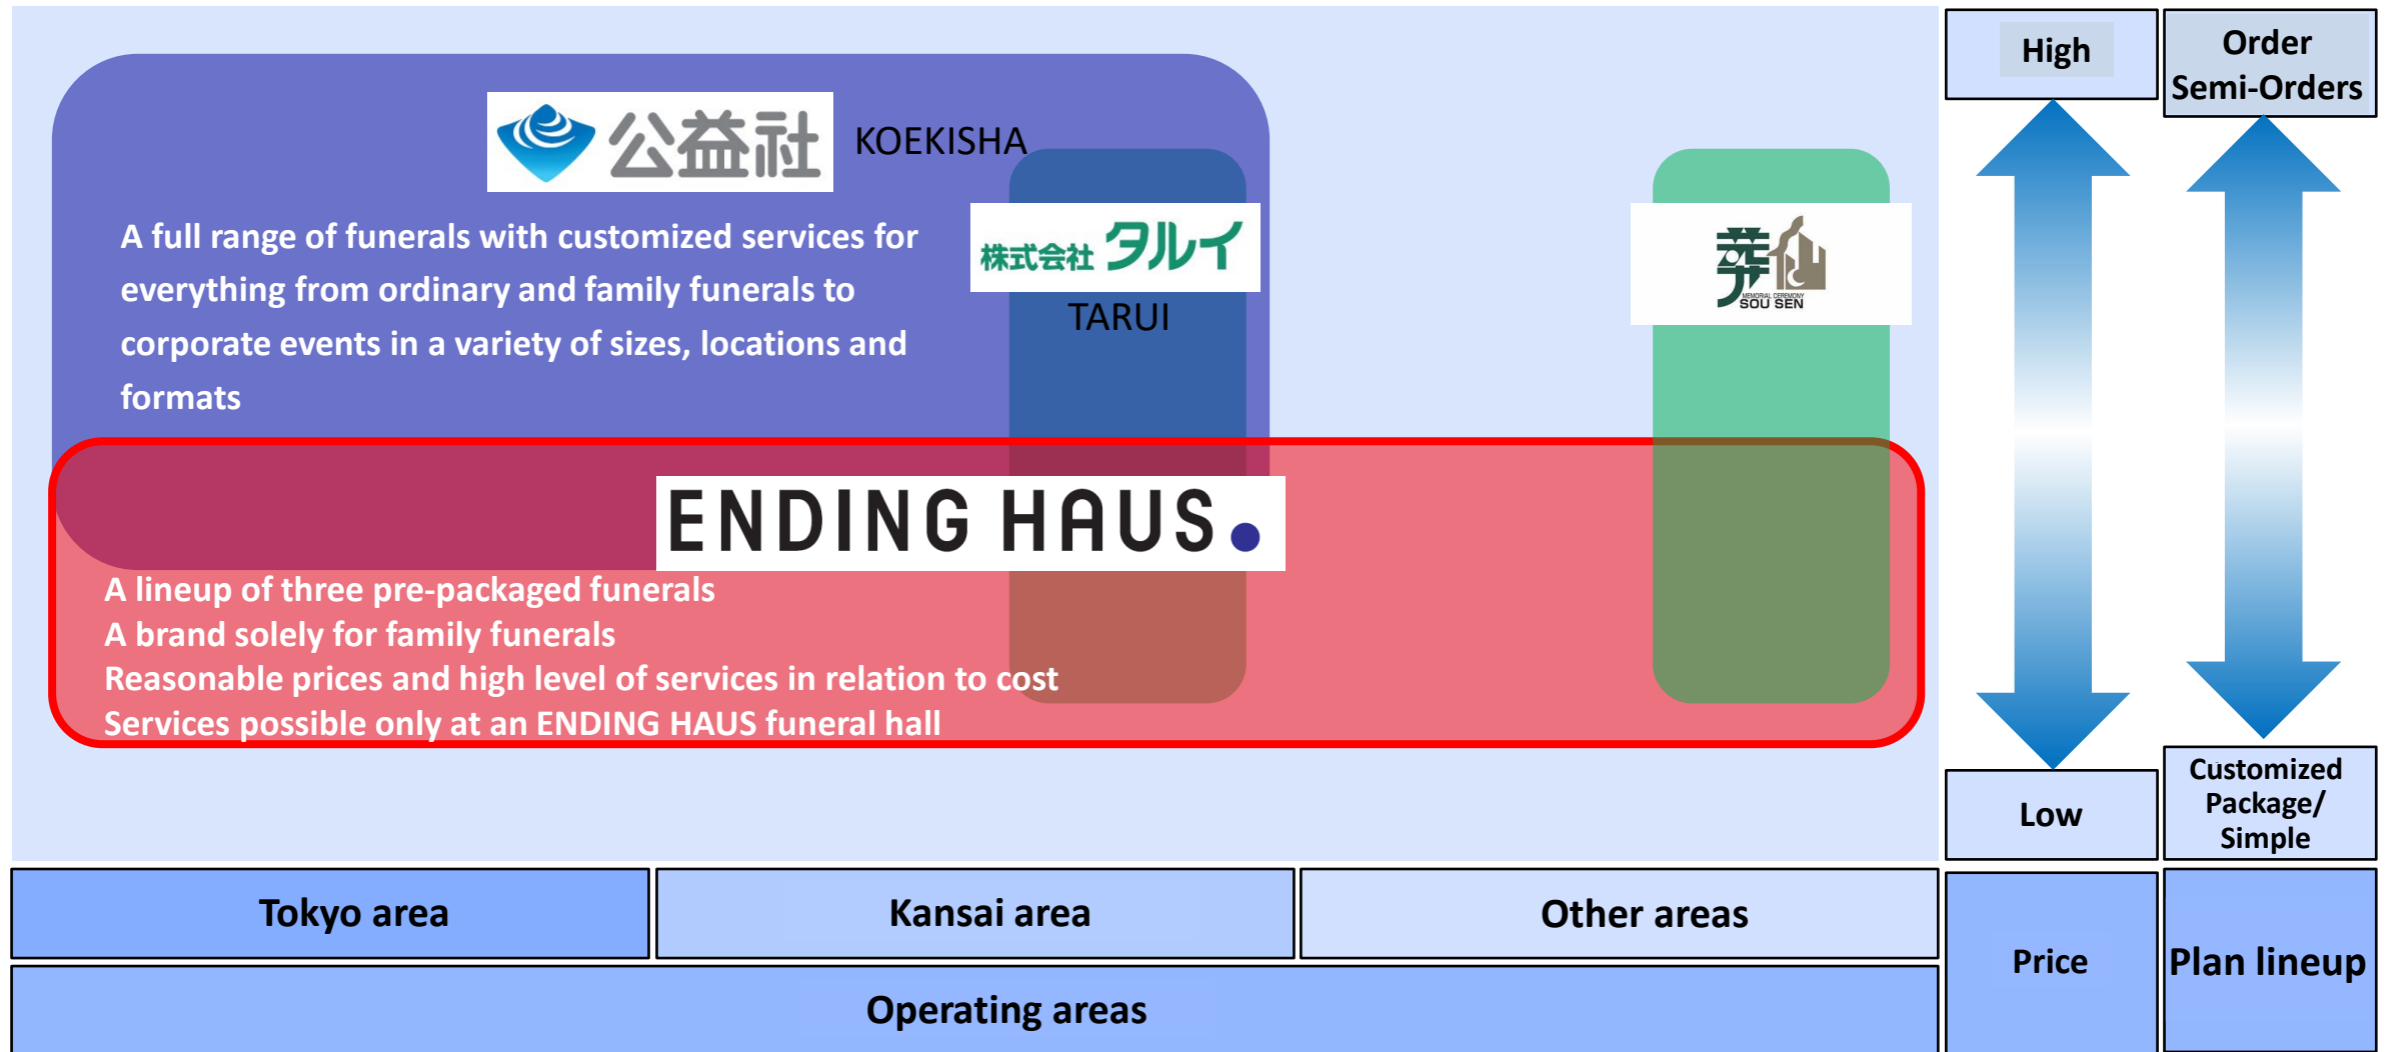 High
Order
Semi-Orders
公益社
KOEKISHA
A full range of funerals with customized services for
everything from ordinary and family funerals to
corporate events in a variety of sizes, locations and
formats
株式会社 タルイ
TARUI
葬仙
MEMORIAL CEREMONY
SOU SEN
ENDING HAUS.
A lineup of three pre-packaged funerals
A brand solely for family funerals
Reasonable prices and high level of services in relation to cost
Services possible only at an ENDING HAUS funeral hall
Low
Customized
Package/
Simple
Tokyo area
Kansai area
Other areas
Price
Plan lineup
Operating areas